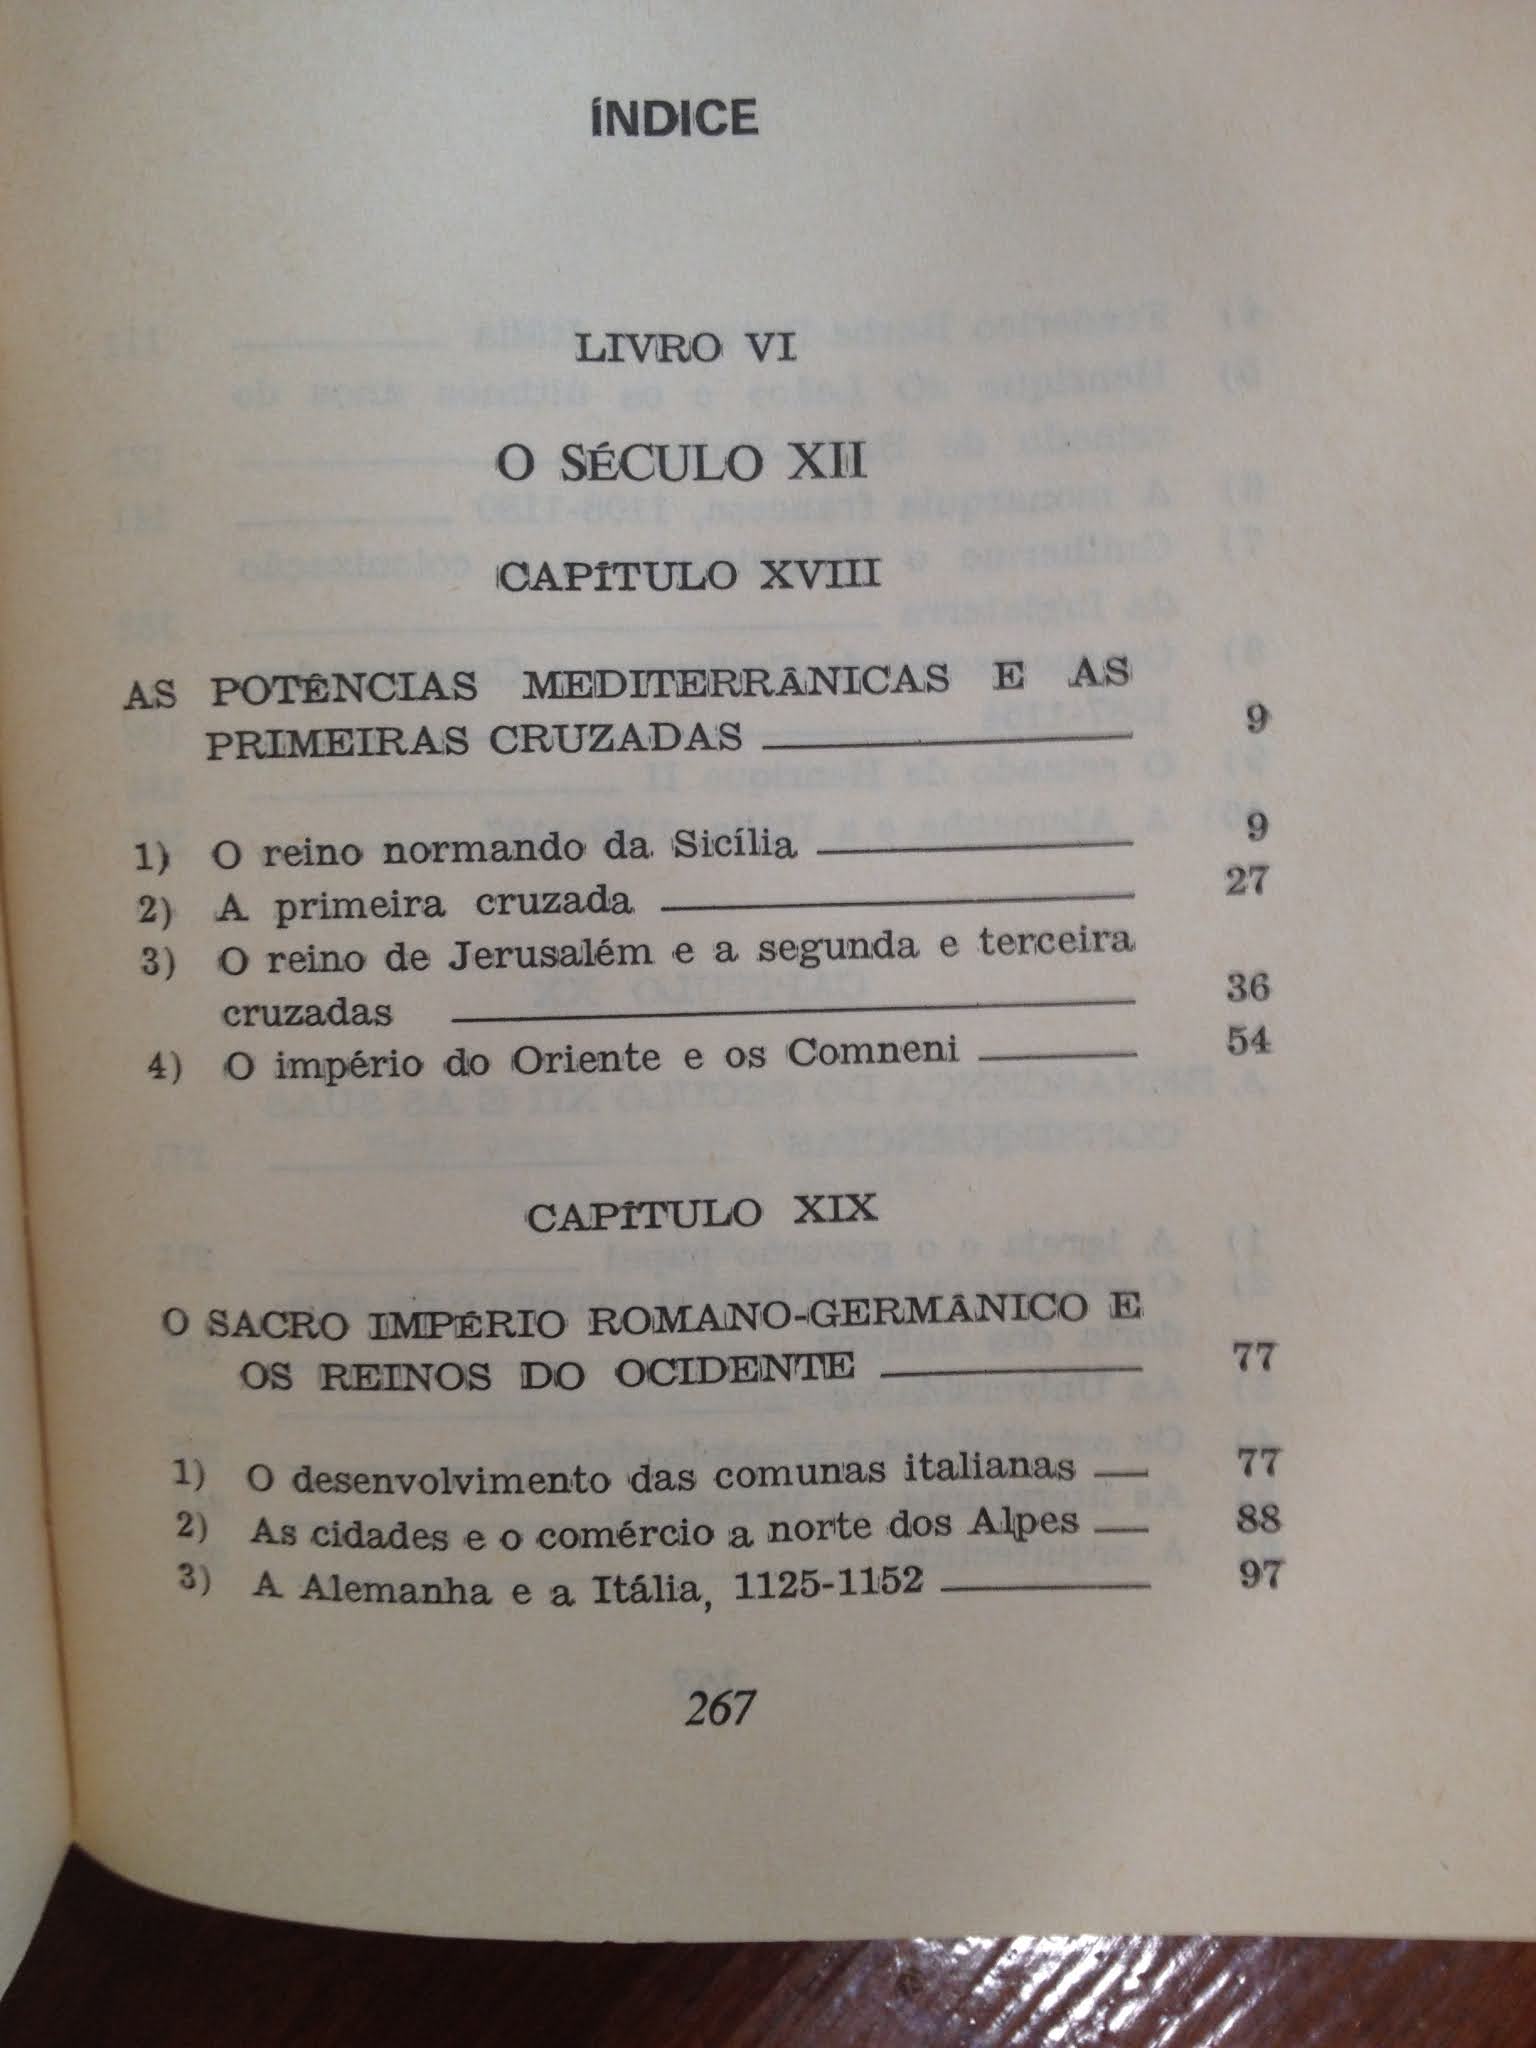 ÍNDICE
LIVRO VI
O SÉCULO XII
CAPÍTULO XVIII
AS POTÊNCIAS MEDITERRÂNICAS E AS
PRIMEIRAS CRUZADAS 9
1) O reino normando da Sicília 9
2) A primeira cruzada 27
3) O reino de Jerusalém e a segunda e terceira
cruzadas 36
4) O império do Oriente e os Comneni 54
CAPÍTULO XIX
O SACRO IMPÉRIO ROMANO-GERMÂNICO E
OS REINOS DO OCIDENTE 77
1) O desenvolvimento das comunas italianas 77
2) As cidades e o comércio a norte dos Alpes 88
3) A Alemanha e a Itália, 1125-1152 97
267